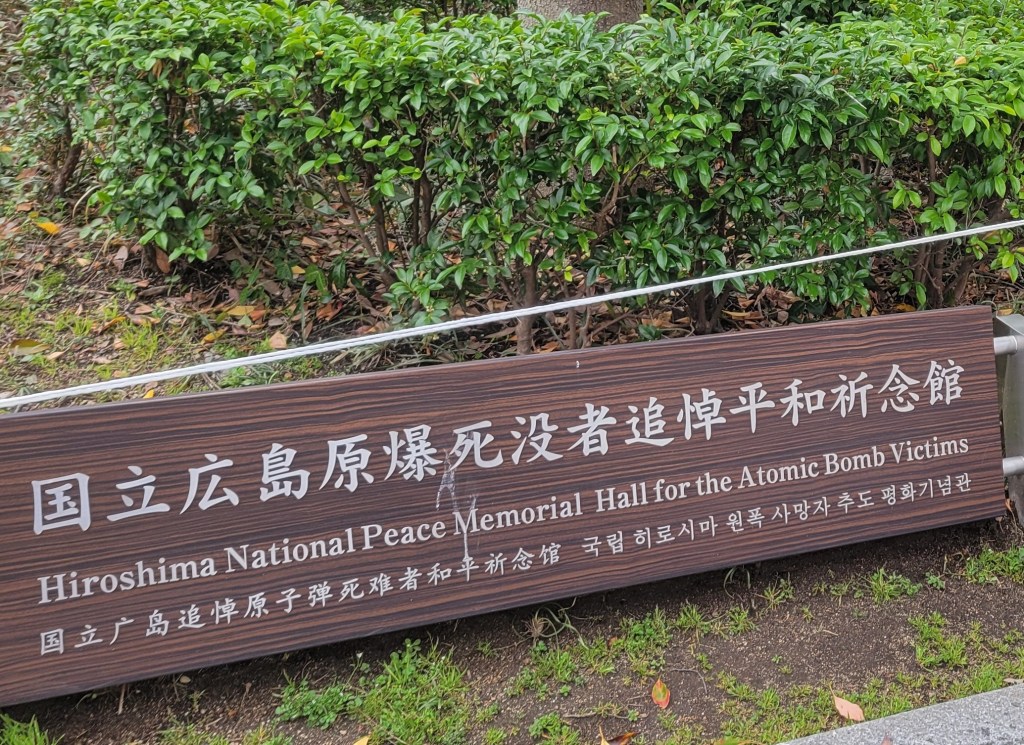 国立広島原爆死没者追悼平和祈念館
Hiroshima National Peace Memorial Hall for the Atomic Bomb Victims
国立广岛追悼原子弹死难者和平祈念馆 국립 히로시마 원폭 사망자 추도 평화기념관